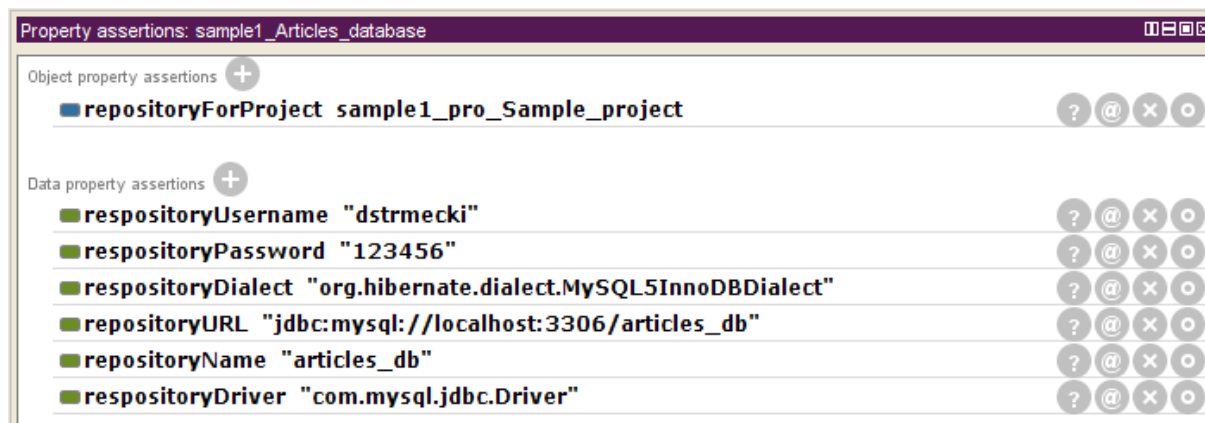 Property assertions: sample1_Articles_database
Object property assertions
repositoryForProject sample1_pro_Sample_project
Data property assertions
respositoryUsername "dstrmecki"
respositoryPassword "123456"
respositoryDialect "org.hibernate.dialect.MySQL5InnoDBDialect"
repositoryURL "jdbc:mysql://localhost:3306/articles_db"
repositoryName "articles_db"
respositoryDriver "com.mysql.jdbc.Driver"